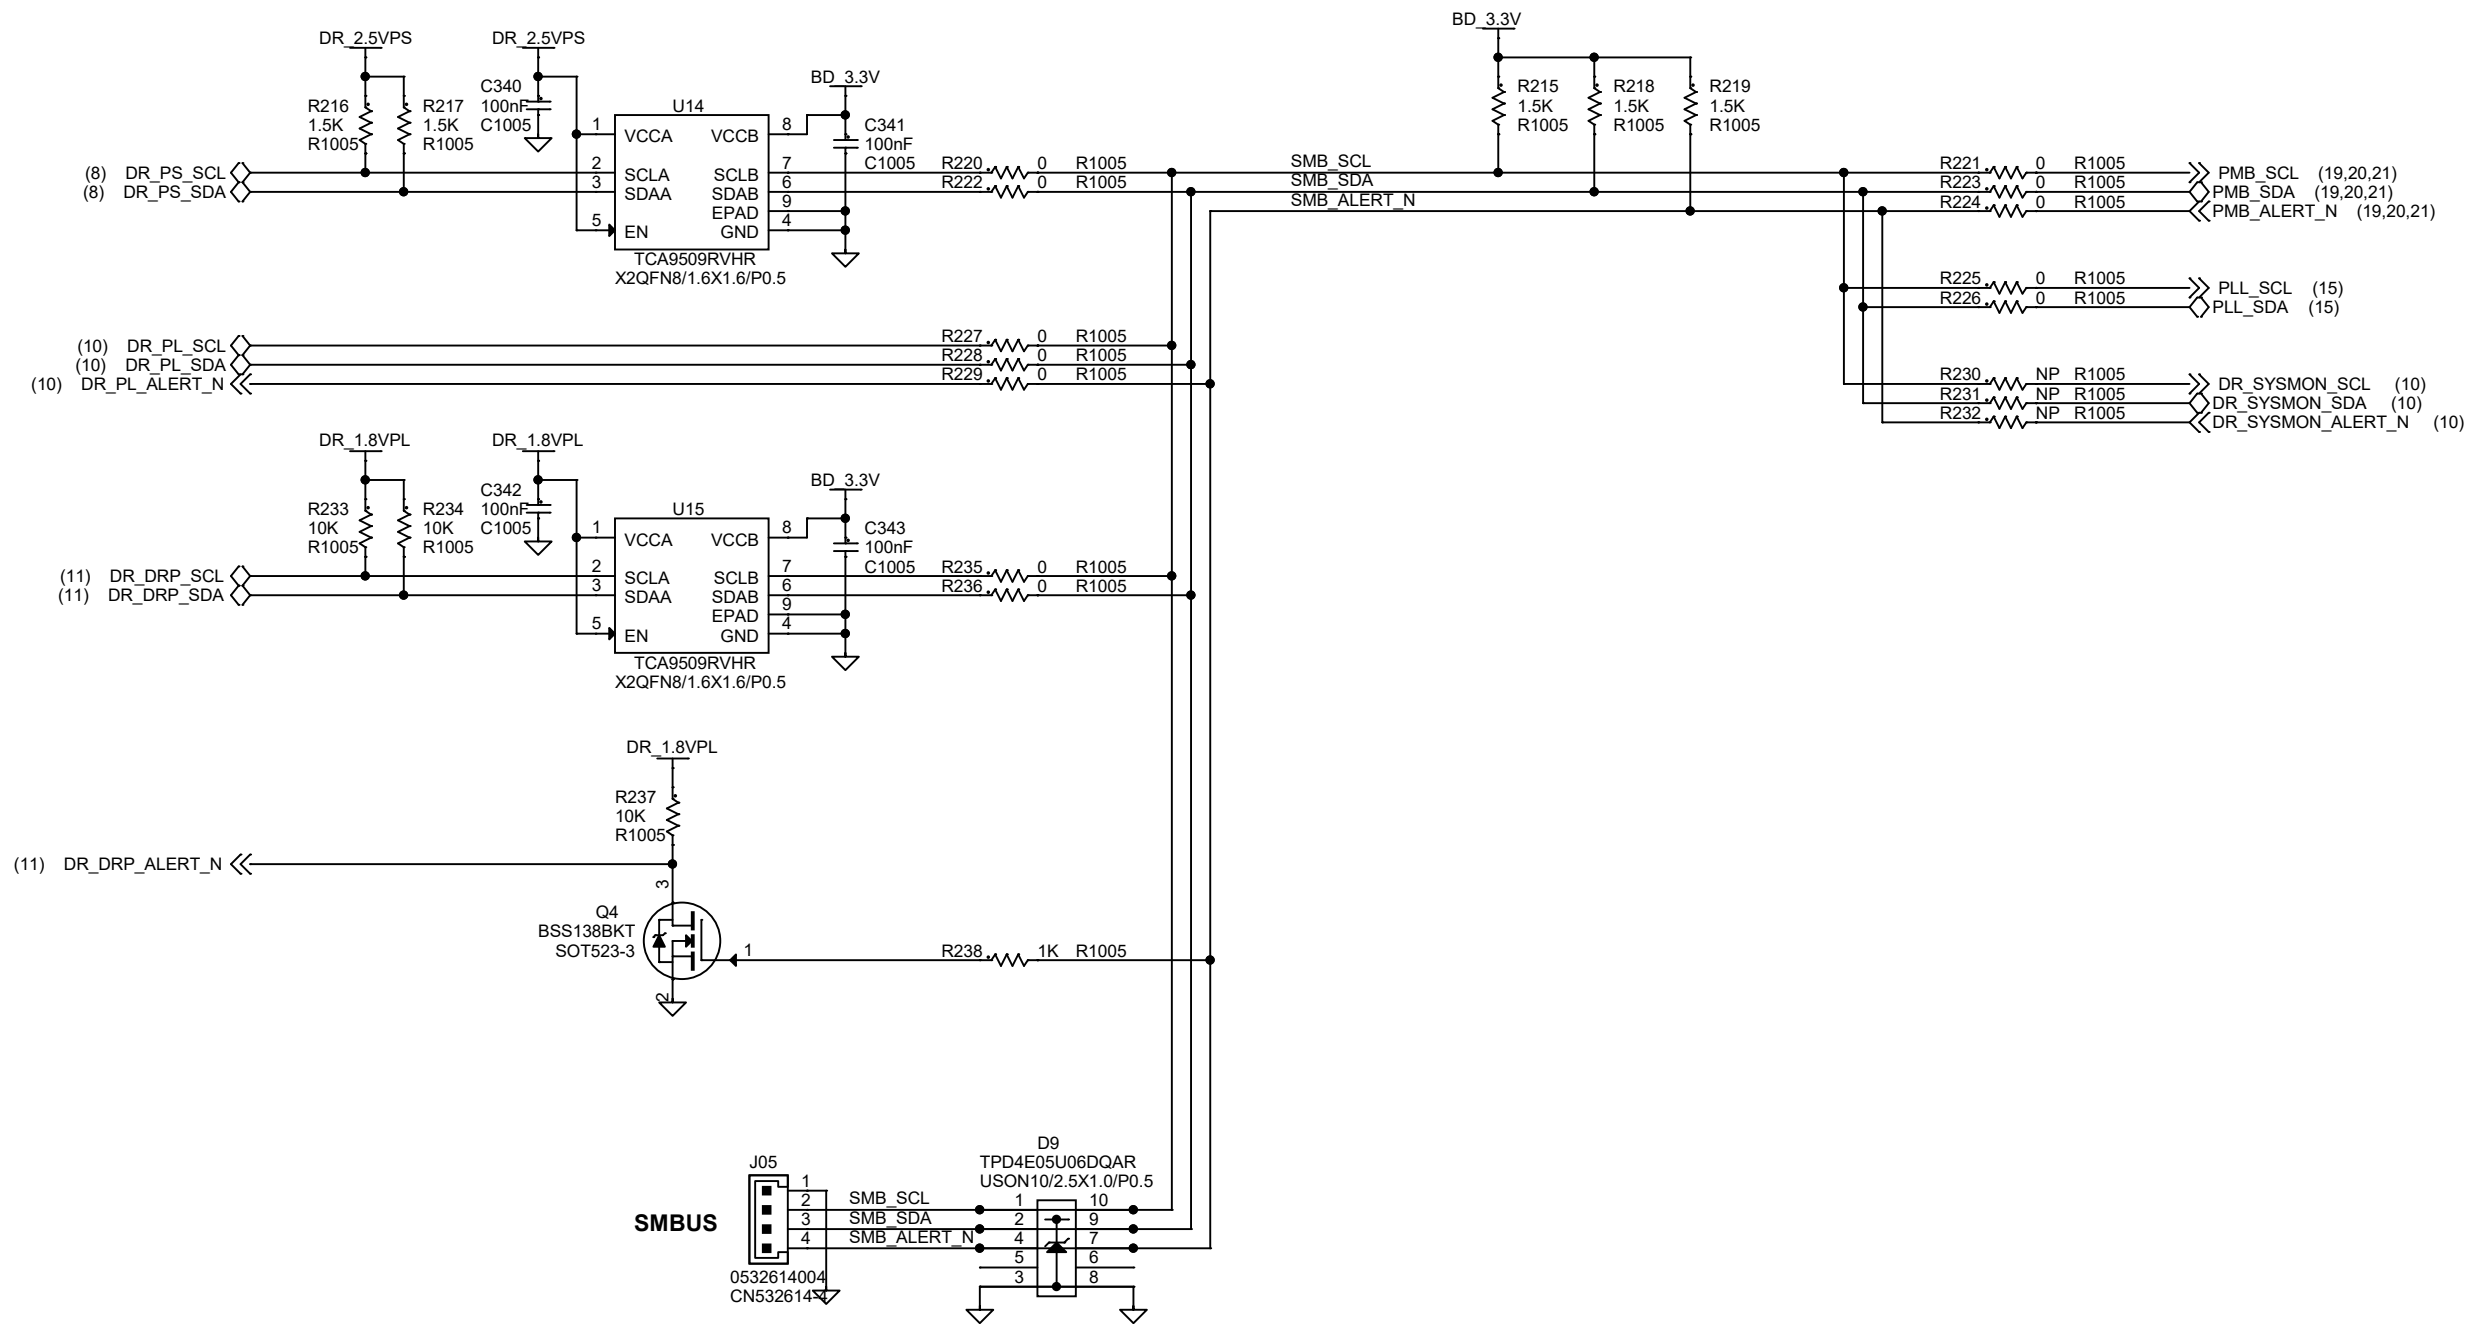 DR_2.5VPS
R216
1.5K
R1005
R217
1.5K
R1005
DR_2.5VPS
C340
100nF
C1005
U14
BD_3.3V
C341
100nF
C1005
1 VCCA VCCB 8
2 SCLA SCLB 7
3 SDAA SDAB 6
EPAD 9
5 EN GND 4
TCA9509RVHR
X2QFN8/1.6X1.6/P0.5
(8) DR_PS_SCL
(8) DR_PS_SDA
R220 0 R1005
R222 0 R1005
SMB_SCL
SMB_SDA
SMB_ALERT_N
BD_3.3V
R215
1.5K
R1005
R218
1.5K
R1005
R219
1.5K
R1005
R221 0 R1005 PMB_SCL (19,20,21)
R223 0 R1005 PMB_SDA (19,20,21)
R224 0 R1005 PMB_ALERT_N (19,20,21)
R225 0 R1005 PLL_SCL (15)
R226 0 R1005 PLL_SDA (15)
R230 NP R1005 DR_SYSMON_SCL (10)
R231 NP R1005 DR_SYSMON_SDA (10)
R232 NP R1005 DR_SYSMON_ALERT_N (10)
(10) DR_PL_SCL R227 0 R1005
(10) DR_PL_SDA R228 0 R1005
(10) DR_PL_ALERT_N R229 0 R1005
DR_1.8VPL
R233
10K
R1005
R234
10K
R1005
DR_1.8VPL
C342
100nF
C1005
U15
BD_3.3V
C343
100nF
C1005
1 VCCA VCCB 8
2 SCLA SCLB 7
3 SDAA SDAB 6
EPAD 9
5 EN GND 4
TCA9509RVHR
X2QFN8/1.6X1.6/P0.5
(11) DR_DRP_SCL
(11) DR_DRP_SDA
R235 0 R1005
R236 0 R1005
DR_1.8VPL
R237
10K
R1005
(11) DR_DRP_ALERT_N
3
Q4
BSS138BKT
SOT523-3
1
2
R238 1K R1005
SMBUS
J05
1
2 SMB_SCL
3 SMB_SDA
4 SMB_ALERT_N
0532614004
CN532614-4
D9
TPD4E05U06DQAR
USON10/2.5X1.0/P0.5
1 10
2 9
4 7
5 6
3 8